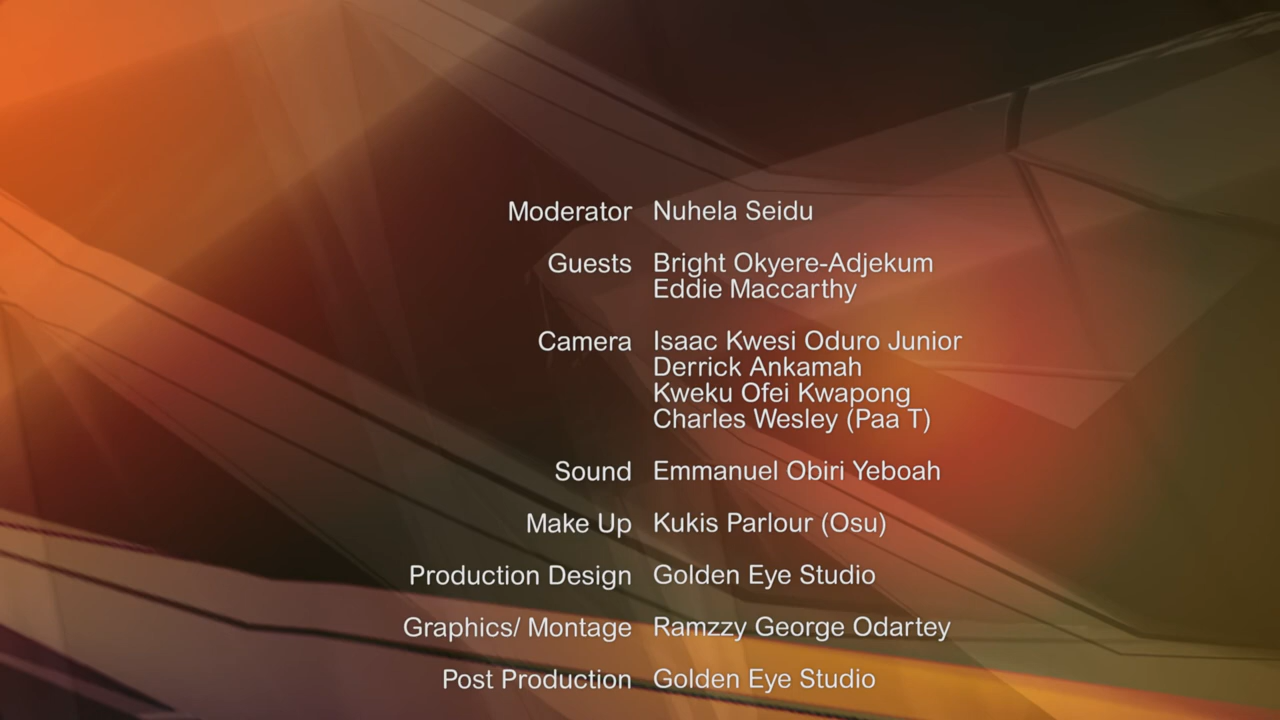 Moderator Nuhela Seidu
Guests Bright Okyere-Adjekum
Eddie Maccarthy
Camera Isaac Kwesi Oduro Junior
Derrick Ankamah
Kweku Ofei Kwapong
Charles Wesley (Paa T)
Sound Emmanuel Obiri Yeboah
Make Up Kukis Parlour (Osu)
Production Design Golden Eye Studio
Graphics/ Montage Ramzzy George Odartey
Post Production Golden Eye Studio